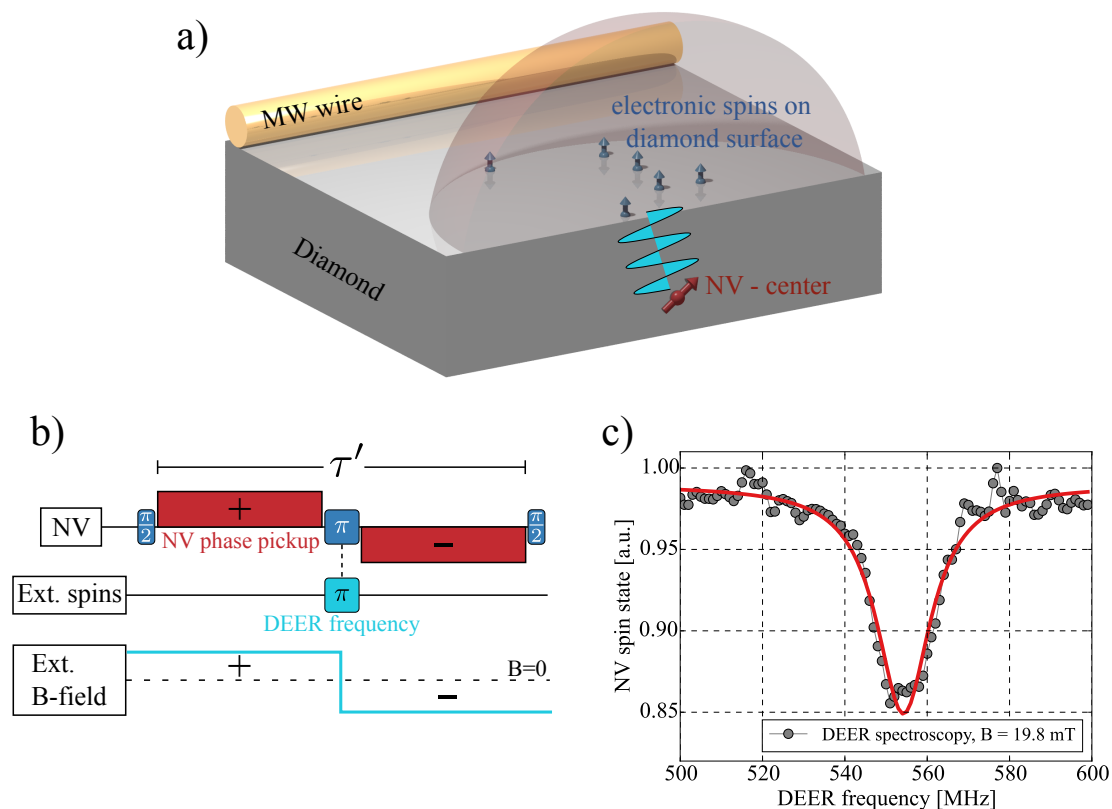 a)
MW wire
electronic spins on
diamond surface
Diamond
NV - center
b)
τ′
NV
π/2
+
NV phase pickup
π
-
π/2
Ext. spins
π
DEER frequency
Ext.
B-field
+
B=0
-
c)
NV spin state [a.u.]
1.00
0.95
0.90
0.85
DEER spectroscopy, B = 19.8 mT
500 520 540 560 580 600
DEER frequency [MHz]